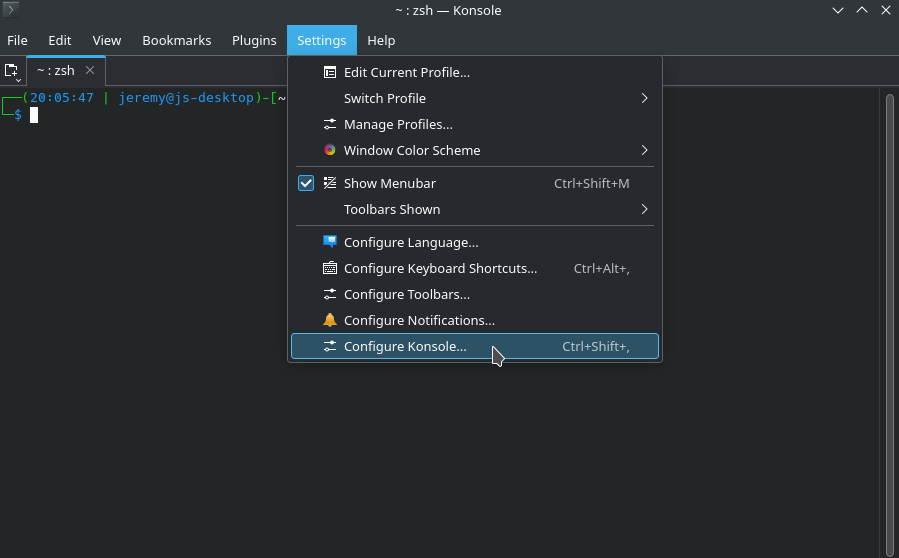 ~ : zsh — Konsole
File Edit View Bookmarks Plugins Settings Help
~ : zsh
(20:05:47 | jeremy@js-desktop)-[~
$
Edit Current Profile...
Switch Profile
Manage Profiles...
Window Color Scheme
Show Menubar Ctrl+Shift+M
Toolbars Shown
Configure Language...
Configure Keyboard Shortcuts... Ctrl+Alt+,
Configure Toolbars...
Configure Notifications...
Configure Konsole... Ctrl+Shift+,